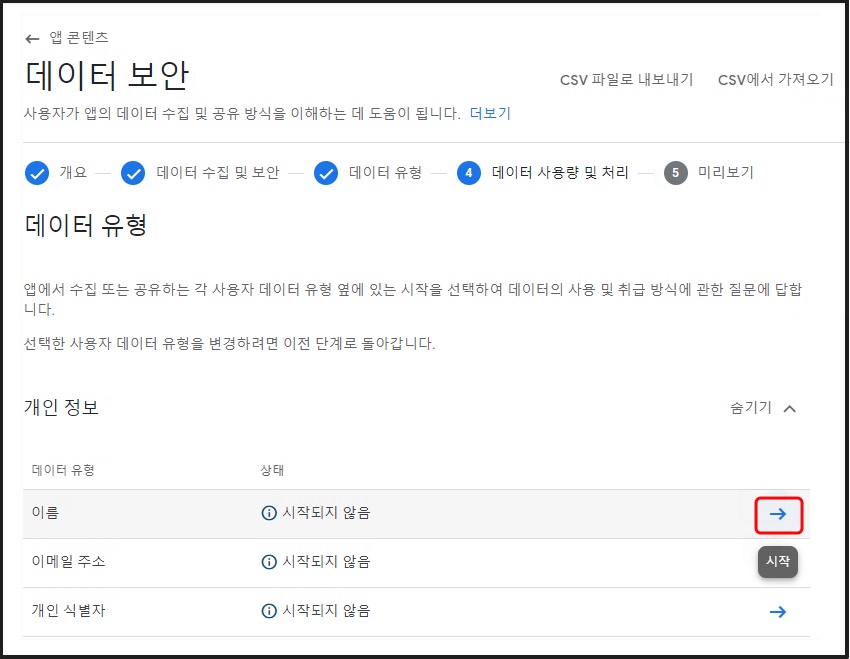 ← 앱 콘텐츠
데이터 보안
CSV 파일로 내보내기 CSV에서 가져오기
사용자가 앱의 데이터 수집 및 공유 방식을 이해하는 데 도움이 됩니다. 더보기
개요 데이터 수집 및 보안 데이터 유형 4 데이터 사용량 및 처리 5 미리보기
데이터 유형
앱에서 수집 또는 공유하는 각 사용자 데이터 유형 옆에 있는 시작을 선택하여 데이터의 사용 및 취급 방식에 관한 질문에 답합
니다.
선택한 사용자 데이터 유형을 변경하려면 이전 단계로 돌아갑니다.
개인 정보 숨기기
데이터 유형 상태
이름 시작되지 않음 →
이메일 주소 시작되지 않음 시작
개인 식별자 시작되지 않음 →